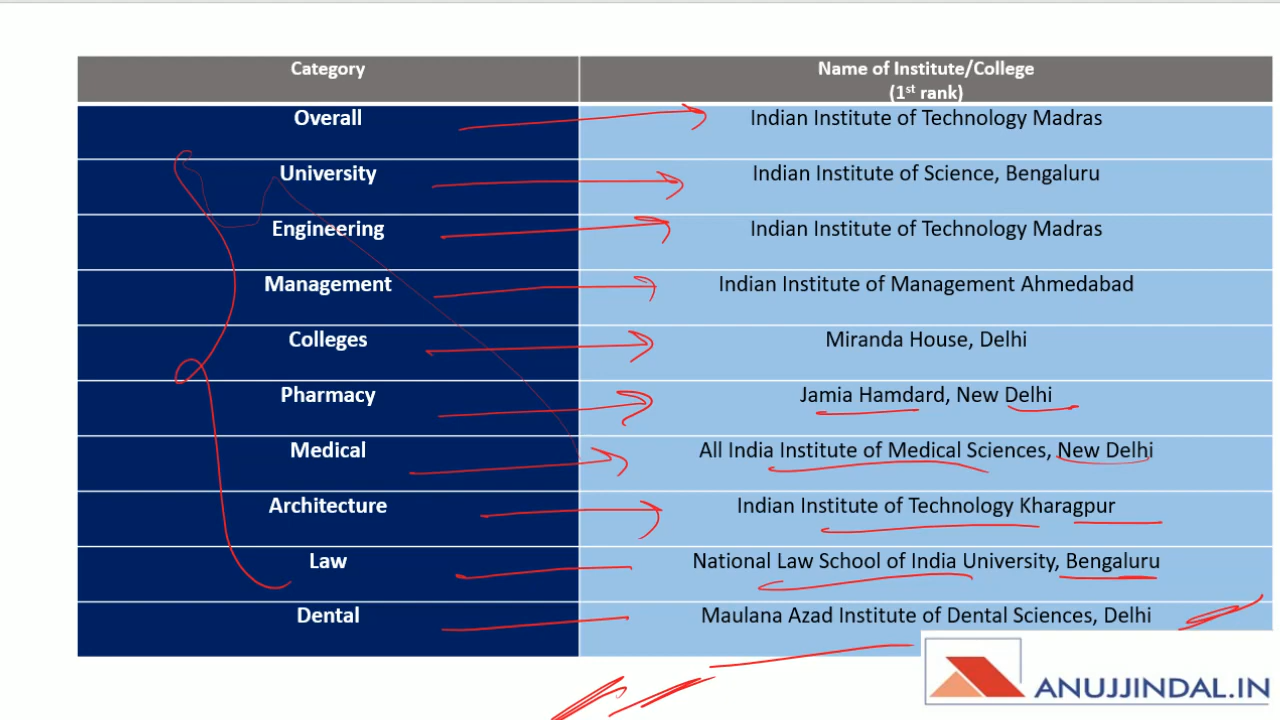 Category
Name of Institute/College
(1st rank)
Overall
Indian Institute of Technology Madras
University
Indian Institute of Science, Bengaluru
Engineering
Indian Institute of Technology Madras
Management
Indian Institute of Management Ahmedabad
Colleges
Miranda House, Delhi
Pharmacy
Jamia Hamdard, New Delhi
Medical
All India Institute of Medical Sciences, New Delhi
Architecture
Indian Institute of Technology Kharagpur
Law
National Law School of India University, Bengaluru
Dental
Maulana Azad Institute of Dental Sciences, Delhi
ANUJJINDAL.IN